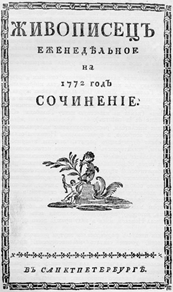 ЖИВОПИСЕЦЪ
ЕЖЕНЕДѢЛЬНОЕ
на
1772 годъ
СОЧИНЕНІЕ.
ВЪ САНКТПЕТЕРБУРГѢ.